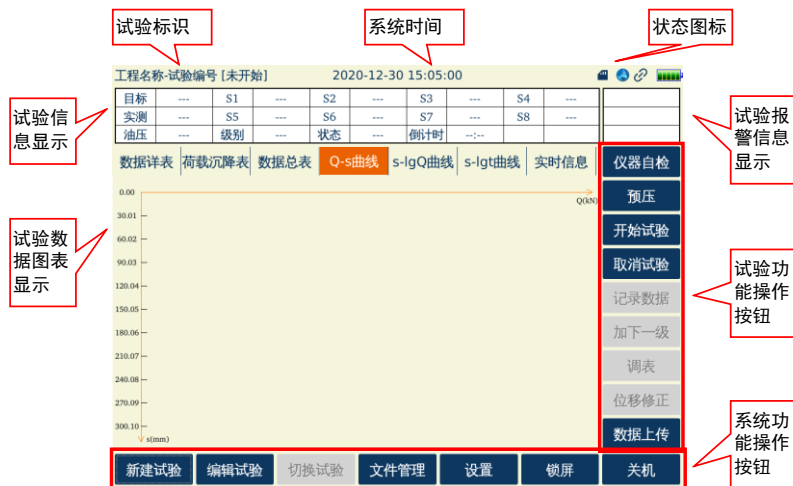 试验标识
系统时间
状态图标
工程名称-试验编号 [未开始] 2020-12-30 15:05:00
目标 --- S1 --- S2 --- S3 --- S4 ---
实测 --- S5 --- S6 --- S7 --- S8 ---
油压 --- 级别 --- 状态 --- 倒计时 --:--
试验信
息显示
试验报
警信息
显示
数据详表 荷载沉降表 数据总表 Q-s曲线 s-lgQ曲线 s-lgt曲线 实时信息
仪器自检
预压
开始试验
取消试验
记录数据
加下一级
调表
位移修正
数据上传
0.00
Q(kN)
30.01
60.02
90.03
120.04
150.05
180.06
210.07
240.08
270.09
300.10
s(mm)
试验数
据图表
显示
试验功
能操作
按钮
系统功
能操作
按钮
新建试验 编辑试验 切换试验 文件管理 设置 锁屏 关机